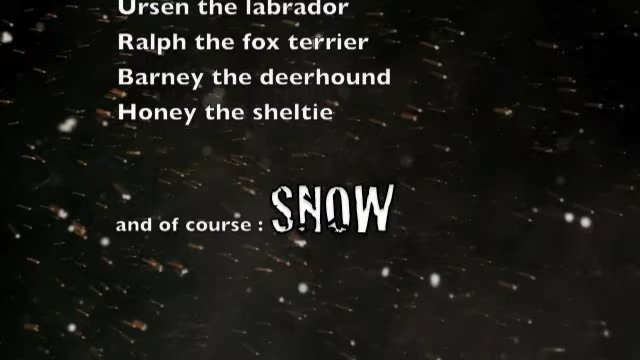 Ursen the labrador
Ralph the fox terrier
Barney the deerhound
Honey the sheltie
and of course : SNOW